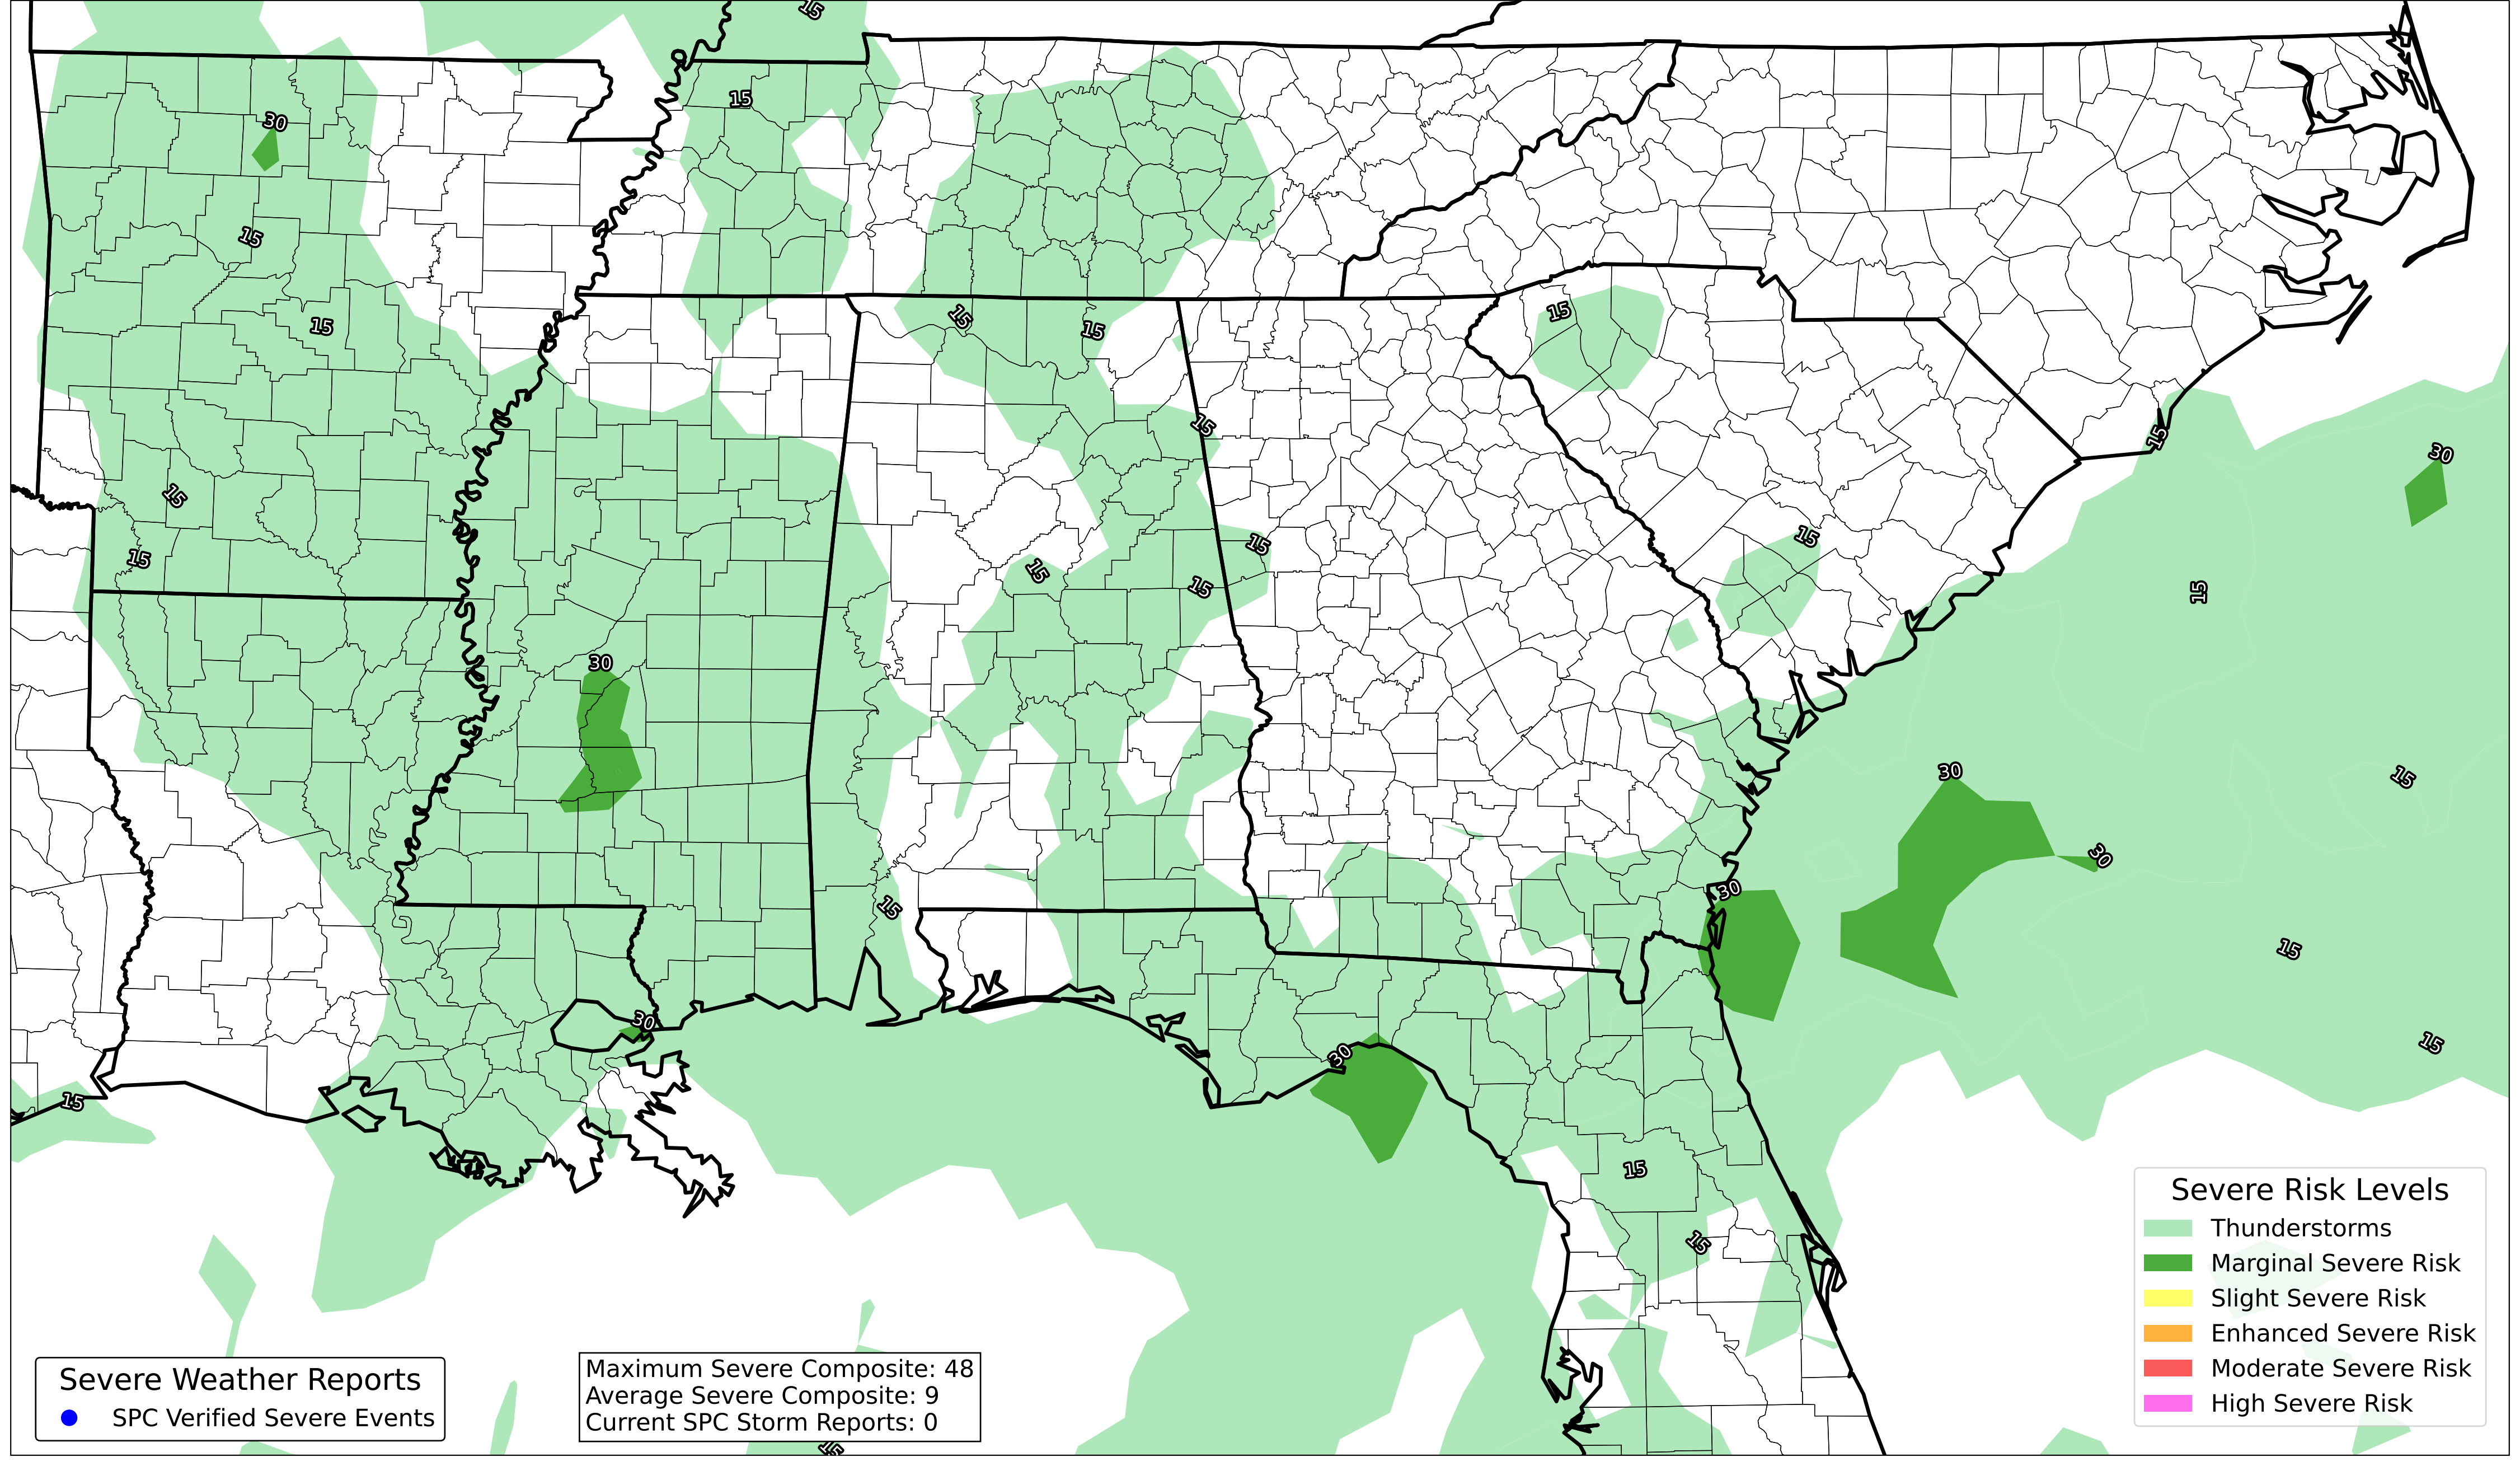 15
15
30
15
15
15
15
15
15
30
15
15
15
15
15
15
15
15
30
30
15
30
30
15
15
30
15
30
15
15
15
15
Severe Risk Levels
Thunderstorms
Marginal Severe Risk
Slight Severe Risk
Enhanced Severe Risk
Moderate Severe Risk
High Severe Risk
Severe Weather Reports
SPC Verified Severe Events
Maximum Severe Composite: 48
Average Severe Composite: 9
Current SPC Storm Reports: 0
15